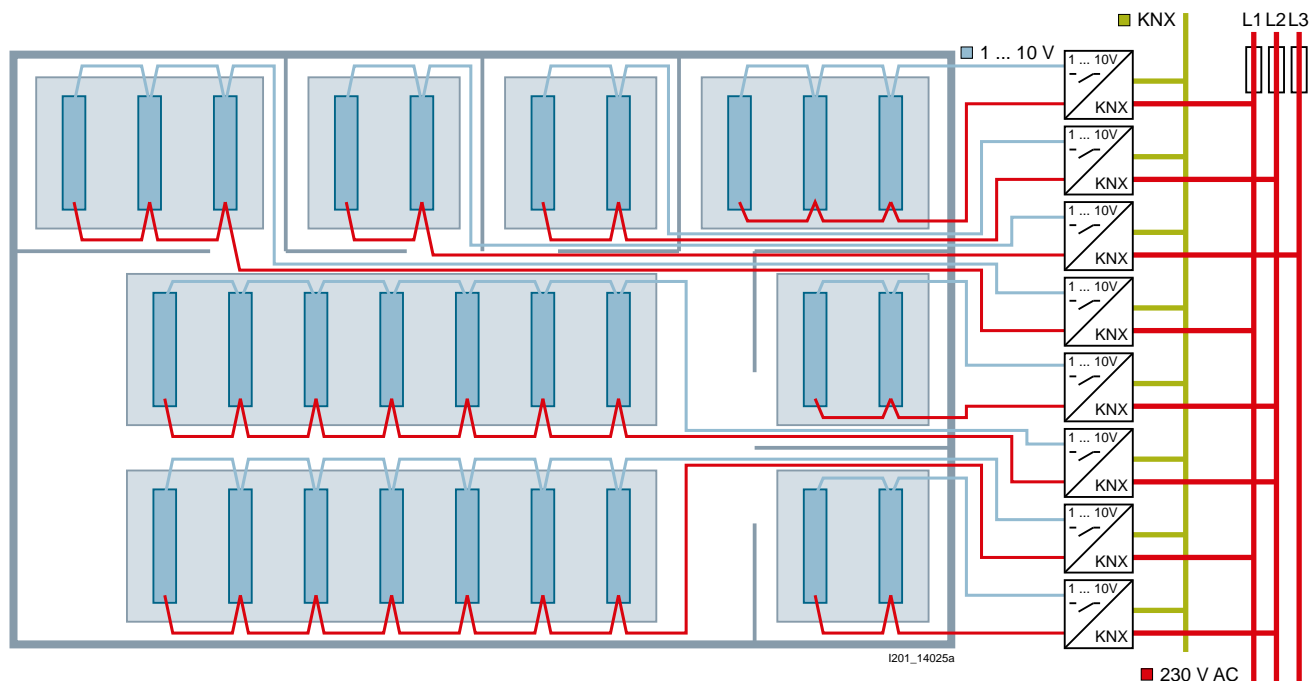 KNX
L1 L2 L3
1 ... 10 V
1 ... 10V
KNX
1 ... 10V
KNX
1 ... 10V
KNX
1 ... 10V
KNX
1 ... 10V
KNX
1 ... 10V
KNX
1 ... 10V
KNX
1 ... 10V
KNX
I201_14025a
230 V AC